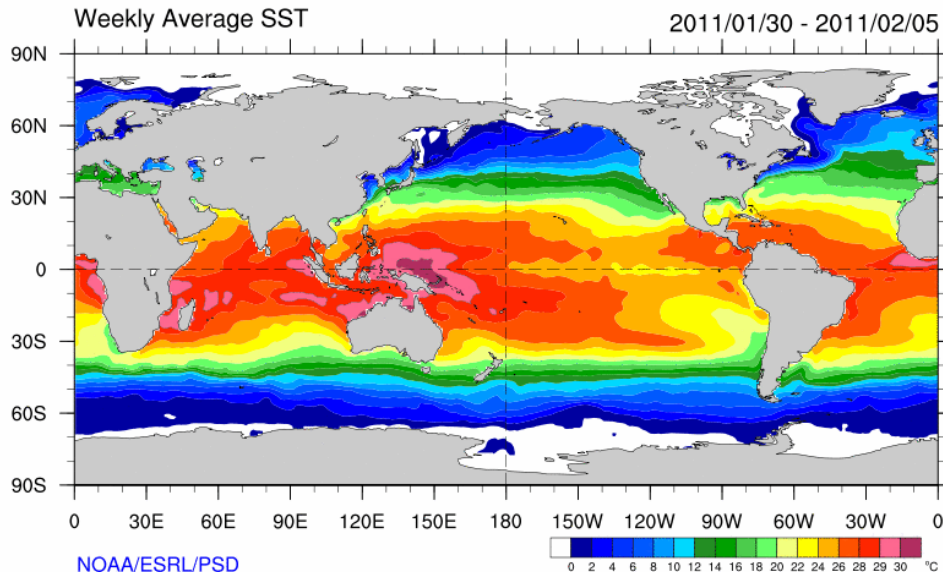 Weekly Average SST 2011/01/30 - 2011/02/05
90N
60N
30N
0
30S
60S
90S
0 30E 60E 90E 120E 150E 180 150W 120W 90W 60W 30W 0
NOAA/ESRL/PSD
0 2 4 6 8 10 12 14 16 18 20 22 24 26 28 29 30 °C